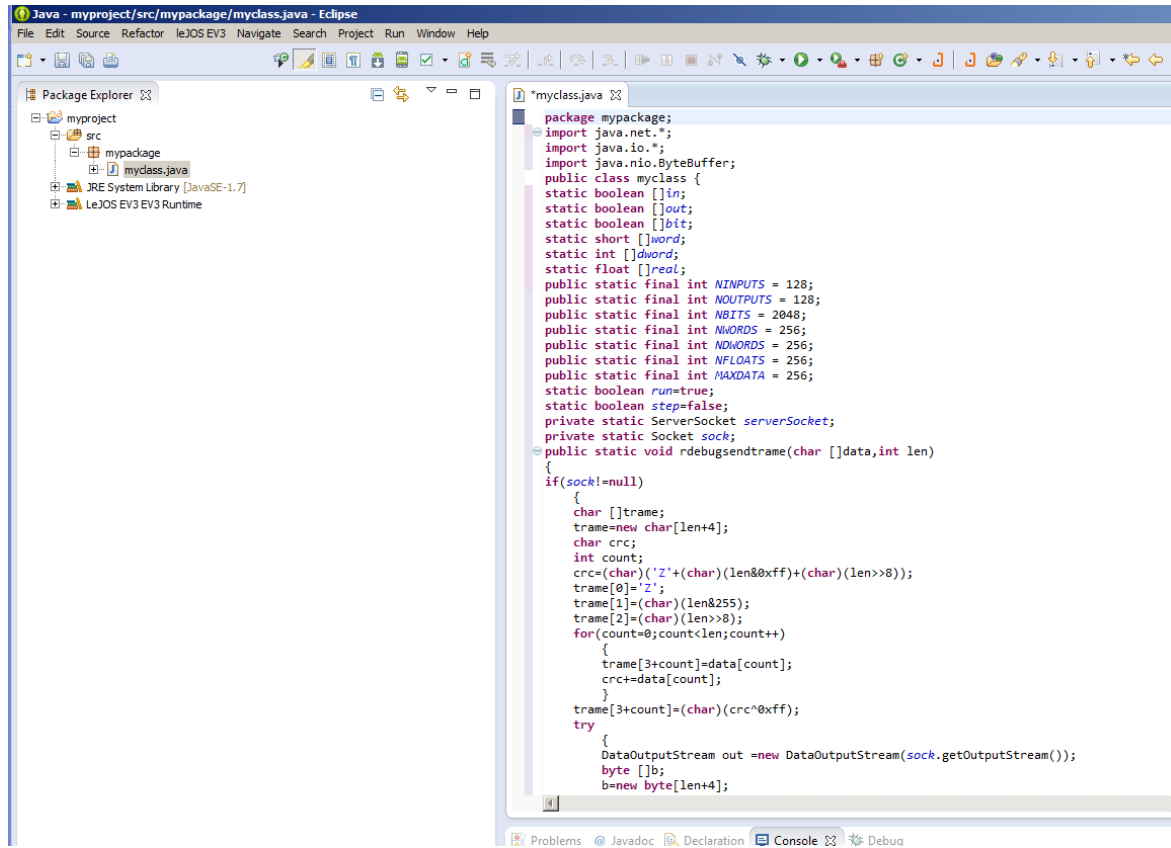 Java - myproject/src/mypackage/myclass.java - Eclipse
File Edit Source Refactor leJOS EV3 Navigate Search Project Run Window Help
Package Explorer
myproject
src
mypackage
myclass.java
JRE System Library [JavaSE-1.7]
LeJOS EV3 EV3 Runtime
*myclass.java
package mypackage;
import java.net.*;
import java.io.*;
import java.nio.ByteBuffer;
public class myclass {
static boolean []in;
static boolean []out;
static boolean []bit;
static short []word;
static int []dword;
static float []real;
public static final int NINPUTS = 128;
public static final int NOUTPUTS = 128;
public static final int NBITS = 2048;
public static final int NWORDS = 256;
public static final int NDWORDS = 256;
public static final int NFLOATS = 256;
public static final int MAXDATA = 256;
static boolean run=true;
static boolean step=false;
private static ServerSocket serverSocket;
private static Socket sock;
public static void rdebugsendtrame(char []data,int len)
{
if(sock!=null)
{
char []trame;
trame=new char[len+4];
char crc;
int count;
crc=(char)('Z'+(char)(len&0xff)+(char)(len>>8));
trame[0]='Z';
trame[1]=(char)(len&255);
trame[2]=(char)(len>>8);
for(count=0;count<len;count++)
{
trame[3+count]=data[count];
crc+=data[count];
}
trame[3+count]=(char)(crc^0xff);
try
{
DataOutputStream out =new DataOutputStream(sock.getOutputStream());
byte []b;
b=new byte[len+4];
Problems @ Javadoc Declaration Console Debug